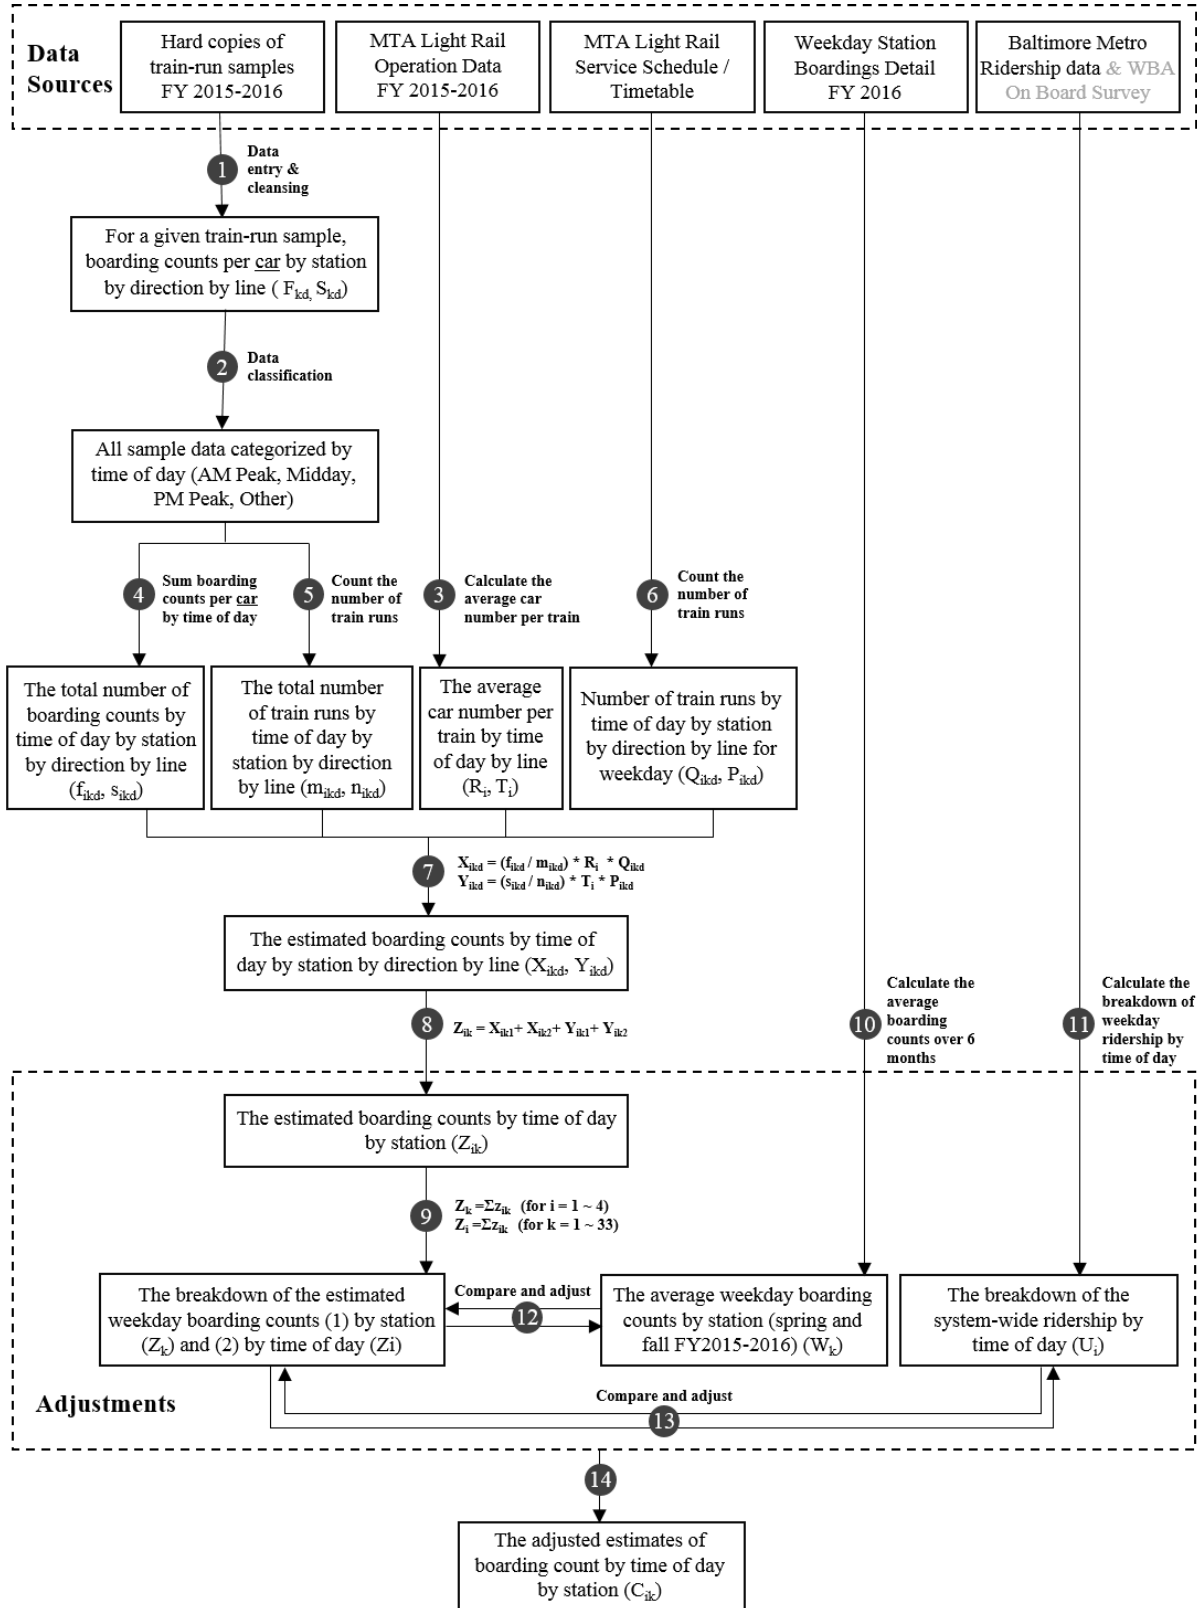 Data
Sources
Hard copies of
train-run samples
FY 2015-2016
MTA Light Rail
Operation Data
FY 2015-2016
MTA Light Rail
Service Schedule /
Timetable
Weekday Station
Boardings Detail
FY 2016
Baltimore Metro
Ridership data & WBA
On Board Survey
1
Data
entry &
cleansing
For a given train-run sample,
boarding counts per car by station
by direction by line ( Fkd, Skd)
2
Data
classification
All sample data categorized by
time of day (AM Peak, Midday,
PM Peak, Other)
4
Sum boarding
counts per car
by time of day
5
Count the
number of
train runs
3
Calculate the
average car
number per train
6
Count the
number of
train runs
The total number of
boarding counts by
time of day by station
by direction by line
(fikd, sikd)
The total number
of train runs by
time of day by
station by direction
by line (mikd, nikd)
The average
car number per
train by time
of day by line
(Ri, Ti)
Number of train runs by
time of day by station
by direction by line for
weekday (Qikd, Pikd)
7
Xikd = (fikd / mikd) * Ri * Qikd
Yikd = (sikd / nikd) * Ti * Pikd
The estimated boarding counts by time of
day by station by direction by line (Xikd, Yikd)
8
Zik = Xik1+ Xik2+ Yik1+ Yik2
10
Calculate the
average
boarding
counts over 6
months
11
Calculate the
breakdown of
weekday
ridership by
time of day
The estimated boarding counts by time of day
by station (Zik)
9
Zk =Σzik (for i = 1 ~ 4)
Zi =Σzik (for k = 1 ~ 33)
The breakdown of the estimated
weekday boarding counts (1) by station
(Zk) and (2) by time of day (Zi)
Compare and adjust
12
The average weekday boarding
counts by station (spring and
fall FY2015-2016) (Wk)
The breakdown of the
system-wide ridership by
time of day (Ui)
Adjustments
Compare and adjust
13
14
The adjusted estimates of
boarding count by time of day
by station (Cik)